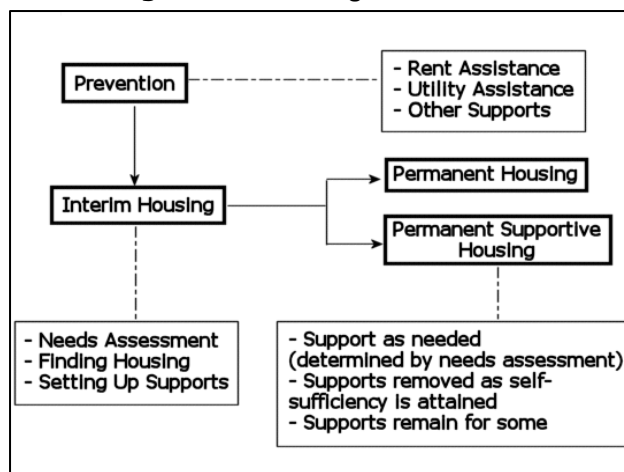 Prevention
- Rent Assistance
- Utility Assistance
- Other Supports
Interim Housing
Permanent Housing
Permanent Supportive
Housing
- Needs Assessment
- Finding Housing
- Setting Up Supports
- Support as needed
(determined by needs assessment)
- Supports removed as self-
sufficiency is attained
- Supports remain for some